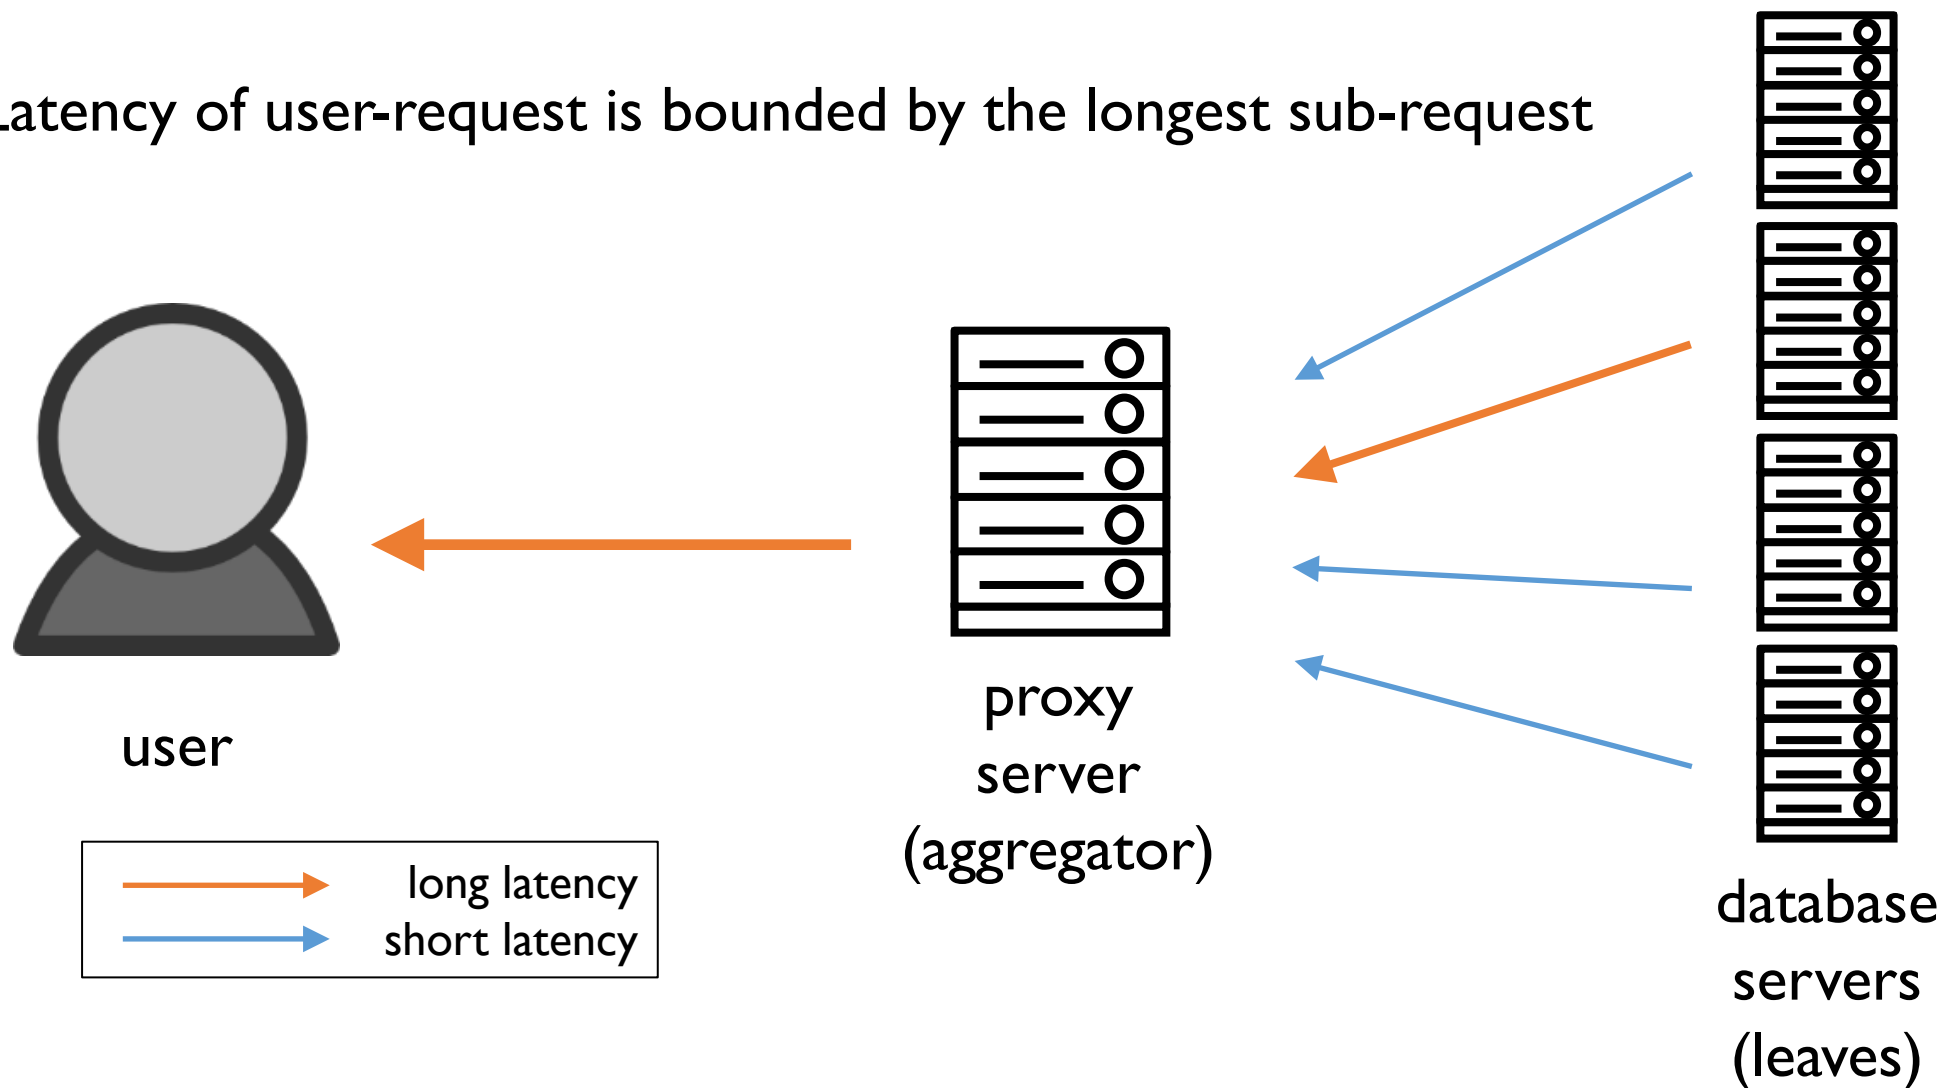 Latency of user-request is bounded by the longest sub-request
user
proxy
server
(aggregator)
long latency
short latency
database
servers
(leaves)